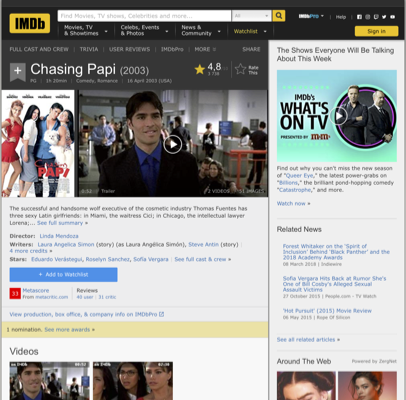 IMDb
Find Movies, TV shows, Celebrities and more...
All
IMDbPro
Help
Movies, TV
& Showtimes
Celebs, Events
& Photos
News &
Community
Watchlist
Sign in
FULL CAST AND CREW | TRIVIA | USER REVIEWS | IMDbPro | MORE
SHARE
Chasing Papi (2003)
4,8
Rate
This
PG | 1h 20min | Comedy, Romance | 16 April 2003 (USA)
PAPI
0:52 Trailer
2 VIDEOS
IMAGES
The successful and handsome wolf executive of the cosmetic industry Thomas Fuentes has
three sexy Latin girlfriends: in Miami, the waitress Cici; in Chicago, the intellectual lawyer
Lorena;... See full summary »
Director: Linda Mendoza
Writers: Laura Angelica Simon (story) (as Laura Angélica Simón), Steve Antin (story) |
4 more credits »
Stars: Eduardo Verástegui, Roselyn Sanchez, Sofía Vergara | See full cast & crew »
+ Add to Watchlist
Metascore
From metacritic.com
Reviews
40 user | 31 critic
View production, box office, & company info on IMDbPro
1 nomination. See more awards »
Videos
The Shows Everyone Will Be Talking
About This Week
IMDb's
WHAT'S
ON TV
PRESENTED BY m&m's
Find out why you can't miss the new season
of "Queer Eye," the latest power-grabs on
"Billions," the brilliant pond-hopping comedy
"Catastrophe," and more.
Watch now »
Related News
Forest Whitaker on the 'Spirit of
Inclusion' Behind 'Black Panther' and the
2018 Academy Awards
06 March 2018 | Indiewire
Sofia Vergara Hits Back at Rumor She's
One of Bill Cosby's Alleged Sexual
Assault Victims
27 October 2015 | People.com - TV Watch
'Hot Pursuit' (2015) Movie Review
08 May 2015 | Rope Of Silicon
See all related articles »
Around The Web
Powered by ZergNet